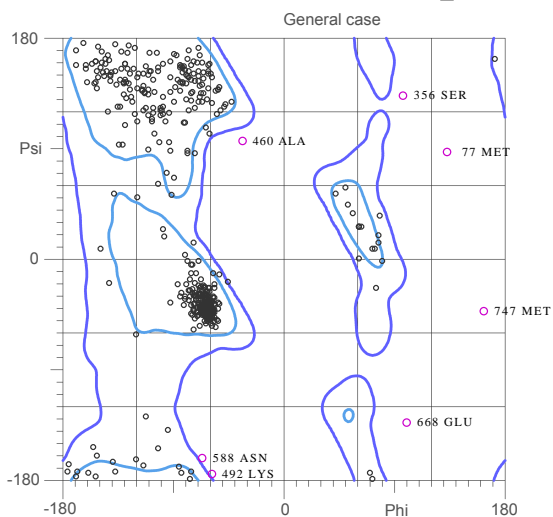 General case
180
356 SER
460 ALA
Psi
77 MET
0
747 MET
668 GLU
588 ASN
492 LYS
-180
-180
0
Phi
180